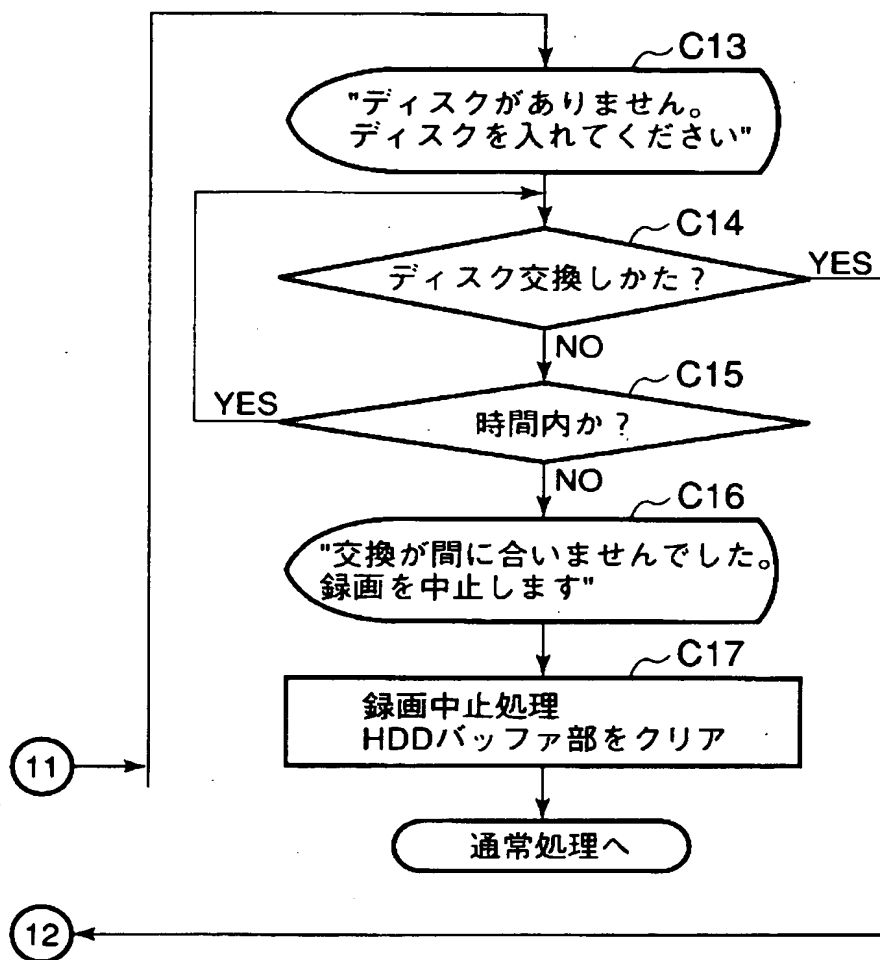 C13
"ディスクがありません。
ディスクを入れてください"
C14
ディスク交換しかた?
YES
NO
C15
時間内か?
YES
NO
C16
"交換が間に合いませんでした。
録画を中止します"
C17
録画中止処理
HDDバッファ部をクリア
11
通常処理へ
12